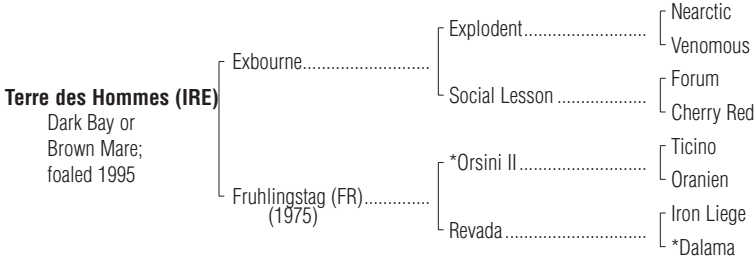 Nearctic
Explodent
Venomous
Exbourne
Forum
Social Lesson
Cherry Red
Terre des Hommes (IRE)
Dark Bay or
Brown Mare;
foaled 1995
Ticino
*Orsini II
Oranien
Fruhlingstag (FR)
(1975)
Iron Liege
Revada
*Dalama